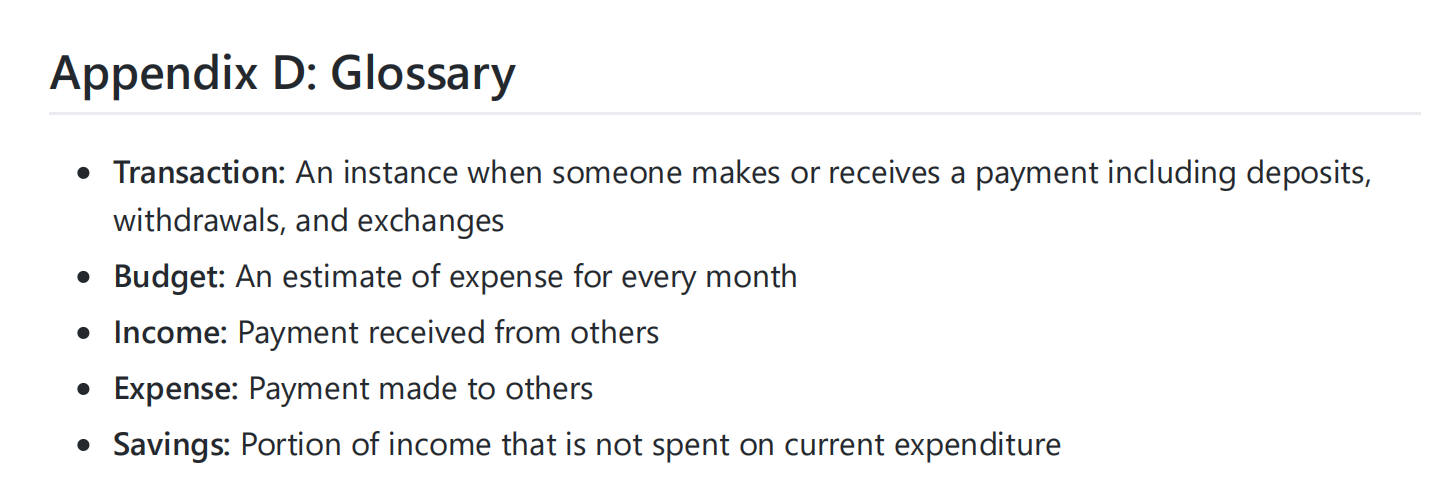 Appendix D: Glossary
• Transaction: An instance when someone makes or receives a payment including deposits,
withdrawals, and exchanges
• Budget: An estimate of expense for every month
• Income: Payment received from others
• Expense: Payment made to others
• Savings: Portion of income that is not spent on current expenditure